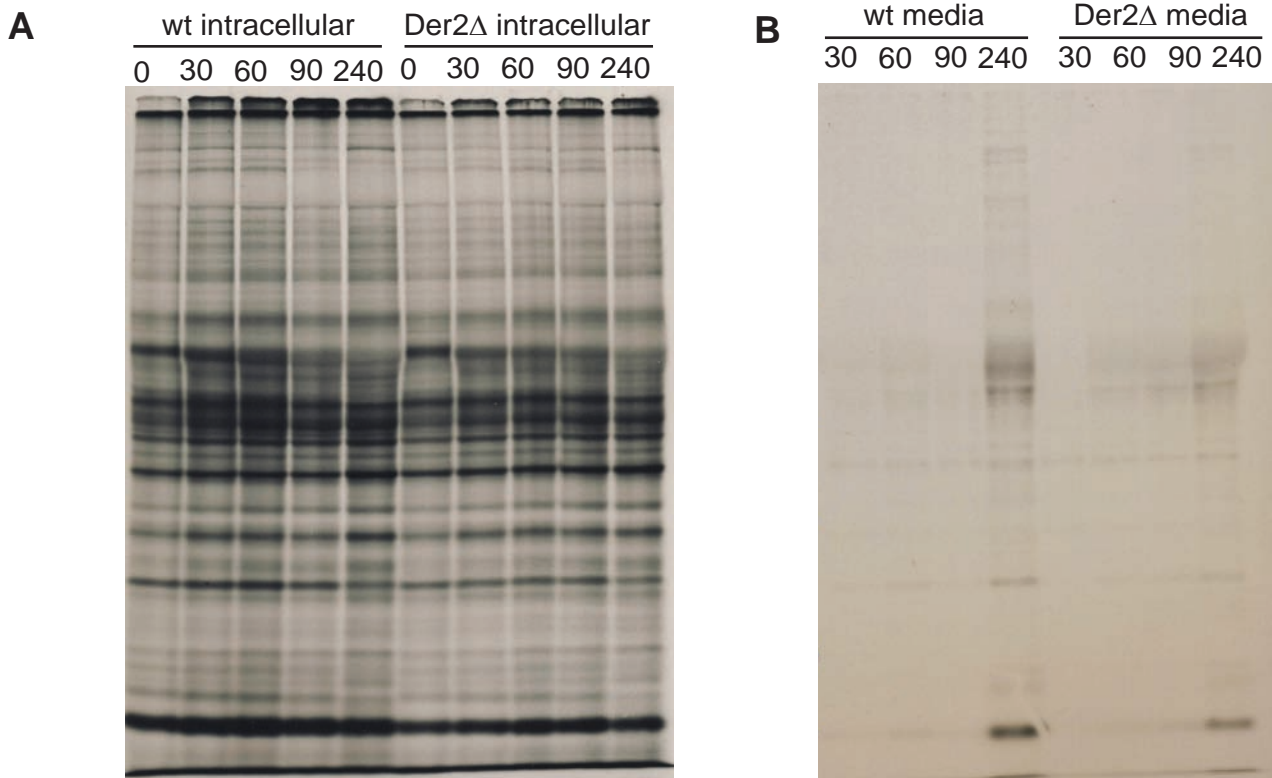 A
wt intracellular Der2Δ intracellular
0 30 60 90 240 0 30 60 90 240
B
wt media Der2Δ media
30 60 90 240 30 60 90 240